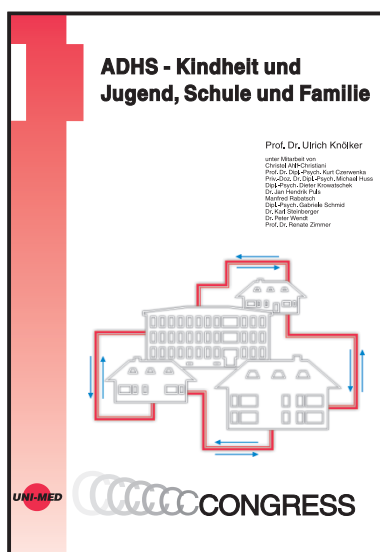 ADHS - Kindheit und
Jugend, Schule und Familie
Prof. Dr. Ulrich Knölker
unter Mitarbeit von
Christel Ahlf-Christiani
Prof. Dr. Dipl.-Psych. Kurt Czerwenka
Priv.-Doz. Dr. Dipl.-Psych. Michael Huss
Dipl.-Psych. Dieter Krowatschek
Dr. Jan Hendrik Puls
Manfred Rabatsch
Dipl.-Psych. Gabriele Schmid
Dr. Karl Steinberger
Dr. Peter Wendt
Prof. Dr. Renate Zimmer
UNI-MED
CCCCCCCONGRESS